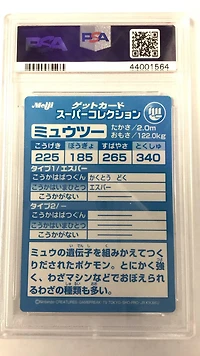 PSA
PSA
44001564
Meiji
ゲットカード
スーパーコレクション
ミュウツー
たかさ/2.0m
おもさ/122.0kg
こうげき ぼうぎょ すばやさ とくしゅ
225 185 265 340
タイプ1/エスパー
こうかばつぐん かくとう どく
こうかはいまひとつ エスパー
こうかなし ―
タイプ2/―
こうかばつぐん ―
こうかはいまひとつ ―
こうかなし ―
ミュウの遺伝子を組みかえてつく
りだされたポケモン。とにかく強
く、わざマシンなどでおぼえられ
るわざの種類も多い。